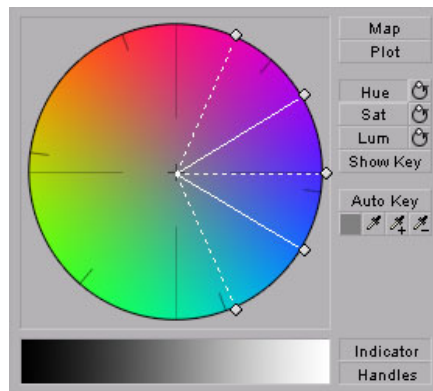 Map
Plot
Hue
Sat
Lum
Show Key
Auto Key
Indicator
Handles